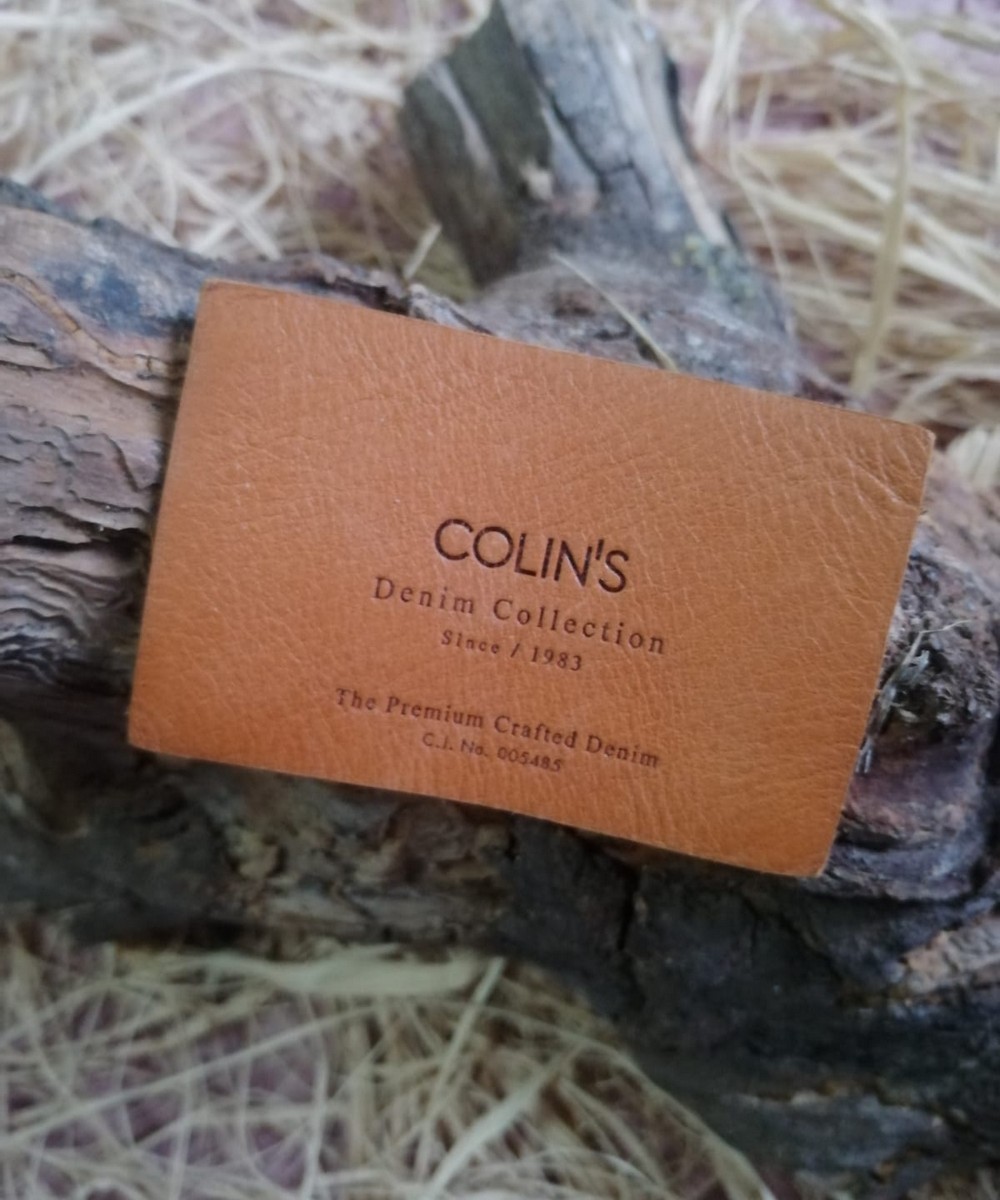 COLIN'S
Denim Collection
Since / 1983
The Premium Crafted Denim
C.I. No. 005485